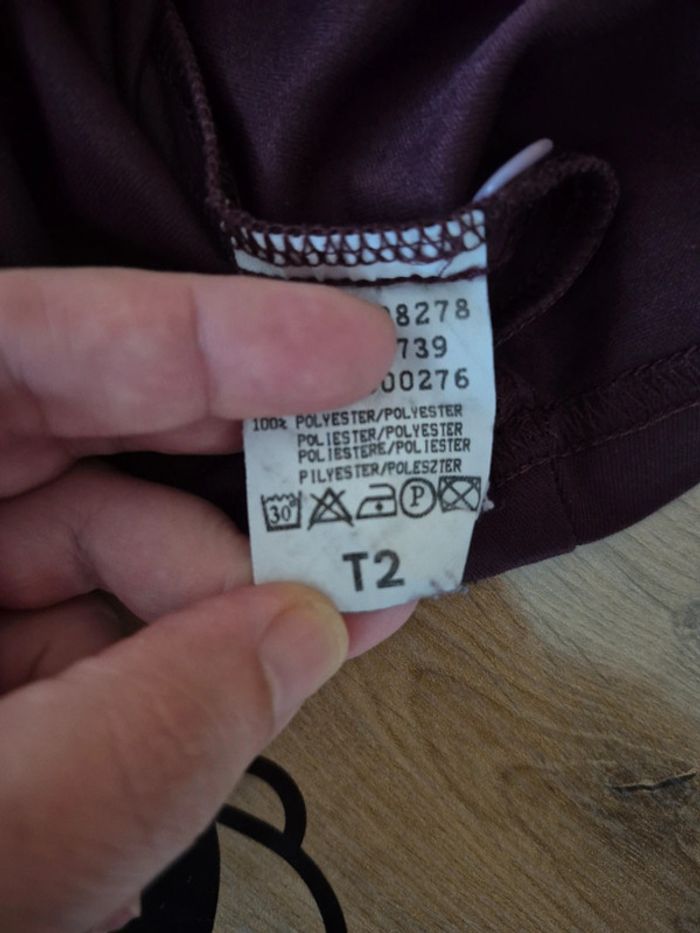 8278
739
00276
100% POLYESTER/POLYESTER
POLIESTER/POLYESTER
POLIESTERE/POLIESTER
PILYESTER/POLESZTER
30°
P
T2